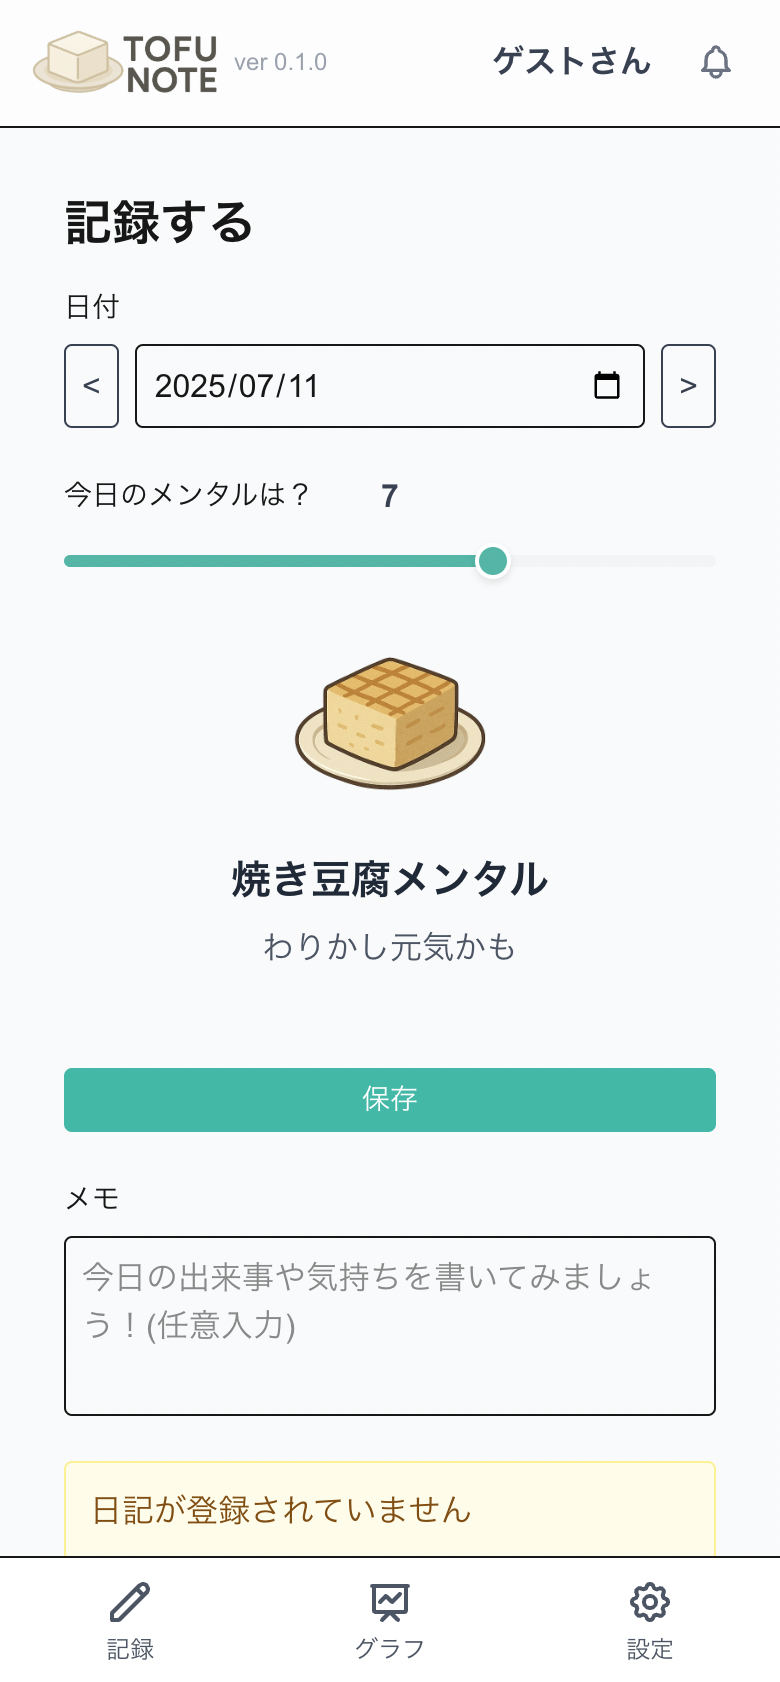 TOFU
NOTE
ver 0.1.0
ゲストさん
記録する
日付
<
2025/07/11
>
今日のメンタルは？
7
焼き豆腐メンタル
わりかし元気かも
保存
メモ
今日の出来事や気持ちを書いてみましょ
う！(任意入力)
日記が登録されていません
記録
グラフ
設定